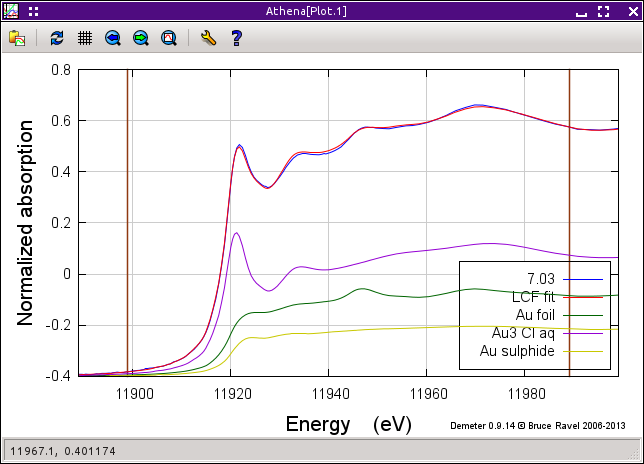 Athena[Plot.1]
0.8
0.6
0.4
0.2
0
-0.2
-0.4
Normalized absorption
7.03
LCF fit
Au foil
Au3 Cl aq
Au sulphide
11900 11920 11940 11960 11980
Energy (eV)
Demeter 0.9.14 © Bruce Ravel 2006-2013
11967.1, 0.401174